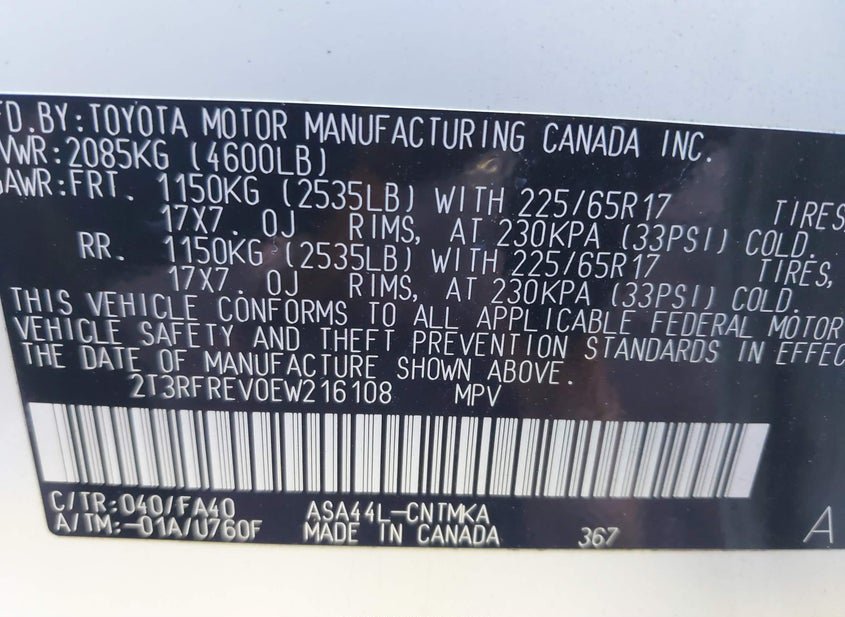 FD.BY:TOYOTA MOTOR MANUFACTURING CANADA INC.
VWR:2085KG (4600LB)
AWR:FRT. 1150KG (2535LB) WITH 225/65R17 TIRES,
17X7.0J RIMS, AT 230KPA (33PSI) COLD.
RR. 1150KG (2535LB) WITH 225/65R17 TIRES,
17X7.0J RIMS, AT 230KPA (33PSI) COLD.
THIS VEHICLE CONFORMS TO ALL APPLICABLE FEDERAL MOTOR
VEHICLE SAFETY AND THEFT PREVENTION STANDARDS IN EFFEC
THE DATE OF MANUFACTURE SHOWN ABOVE.
2T3RFREV0EW216108 MPV
C/TR:040/FA40 ASA44L-CNTMKA
A/TM:-01A/U760F MADE IN CANADA 367 A